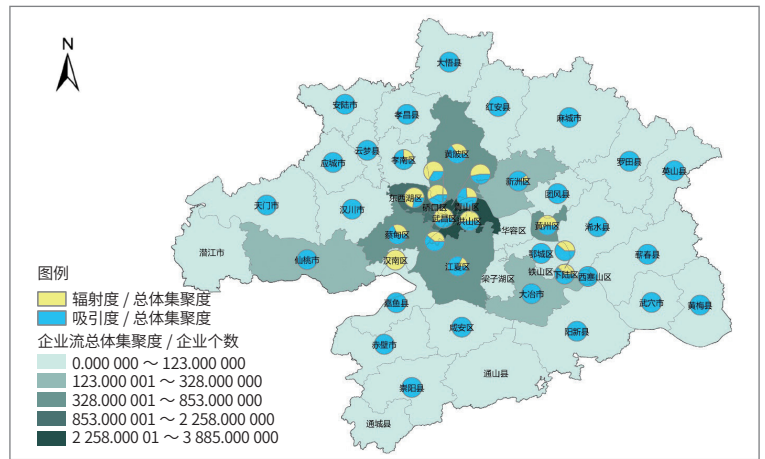 N
大悟县
安陆市
孝昌县
红安县
麻城市
云梦县
应城市
孝南区
黄陂区
罗田县
英山县
新洲区
团风县
东西湖区
天门市
汉川市
硚口区
青山区
武昌区
洪山区
黄州区
浠水县
华容区
蔡甸区
潜江市
仙桃市
汉南区
江夏区
鄂城区
蕲春县
铁山区
下陆区
西塞山区
梁子湖区
大冶市
嘉鱼县
武穴市
黄梅县
咸安区
阳新县
赤壁市
通山县
崇阳县
通城县
图例
辐射度 / 总体集聚度
吸引度 / 总体集聚度
企业流总体集聚度 / 企业个数
0.000 000 ～ 123.000 000
123.000 001 ～ 328.000 000
328.000 001 ～ 853.000 000
853.000 001 ～ 2 258.000 000
2 258.000 01 ～ 3 885.000 000